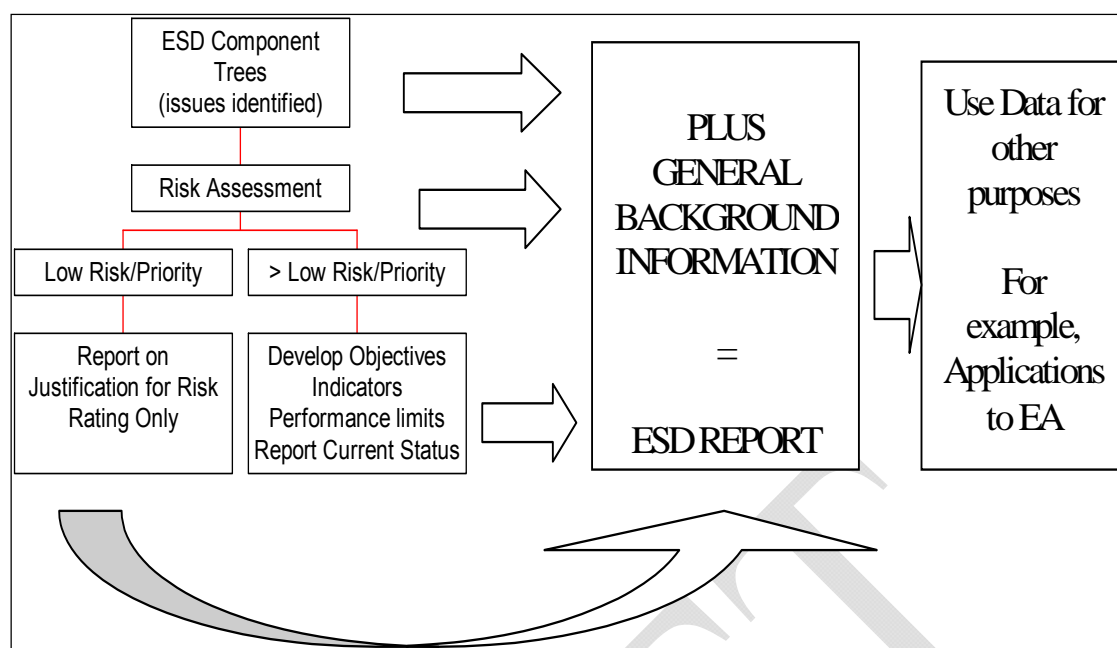 ESD Component
Trees
(issues identified)
Risk Assessment
Low Risk/Priority
> Low Risk/Priority
Report on
Justification for Risk
Rating Only
Develop Objectives
Indicators
Performance limits
Report Current Status
PLUS
GENERAL
BACKGROUND
INFORMATION
=
ESD REPORT
Use Data for
other
purposes
For
example,
Applications
to EA